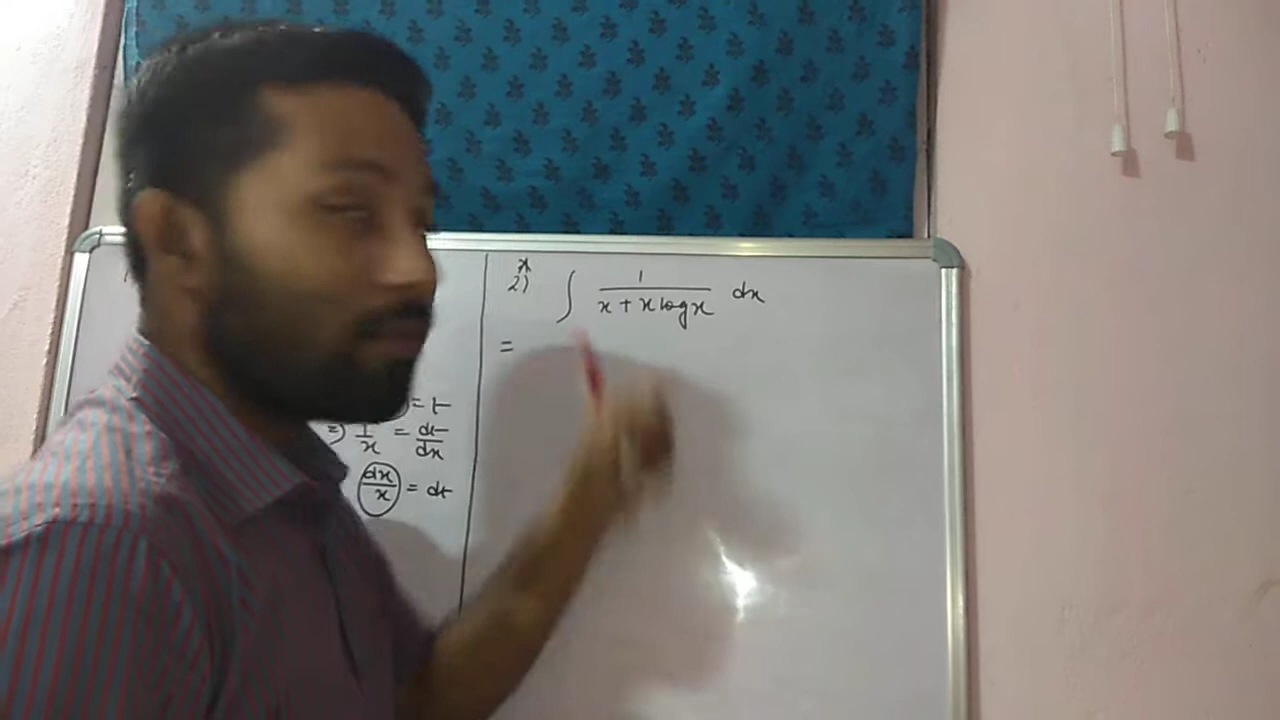 = t
⇒ 1/x = dt/dx
dx/x = dt
2) ∫ 1/(x + x log x) dx
=